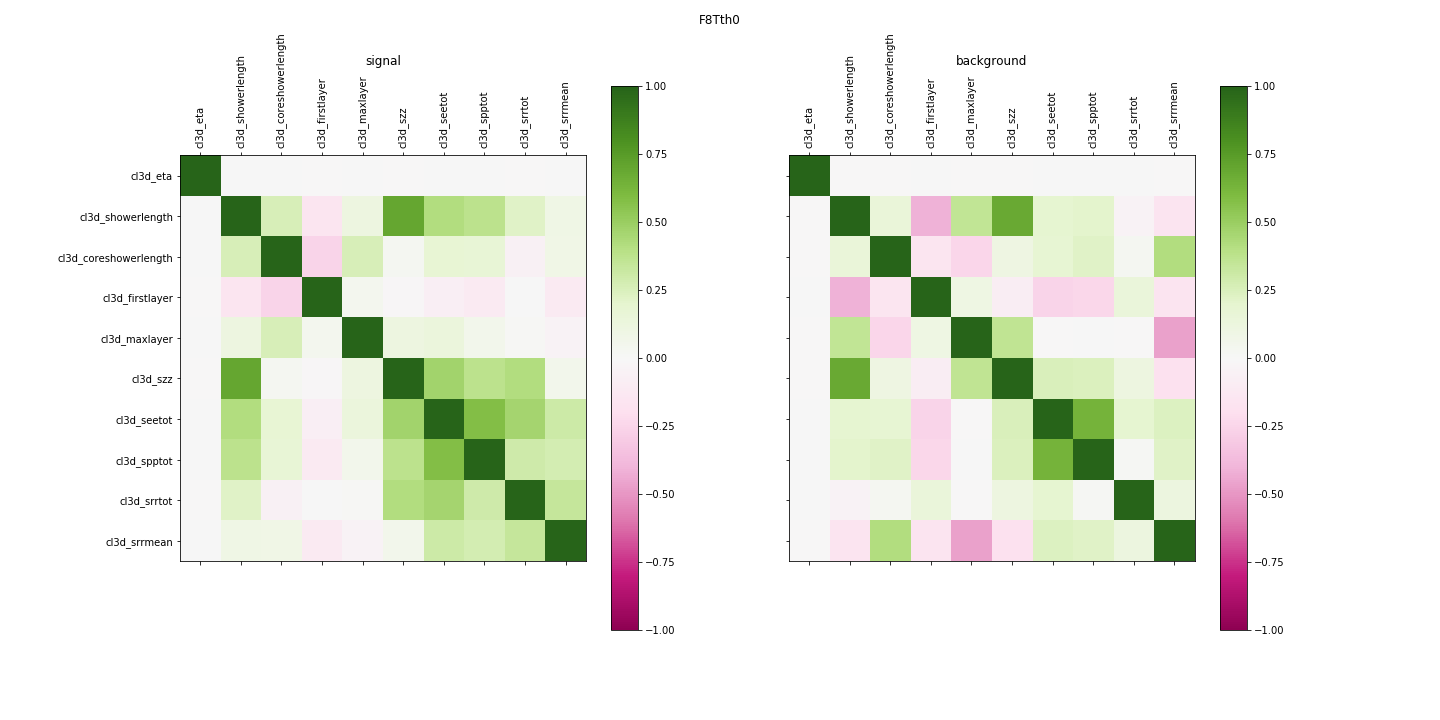 F8Tth0
signal
cl3d_eta
cl3d_showerlength
cl3d_coreshowerlength
cl3d_firstlayer
cl3d_maxlayer
cl3d_szz
cl3d_seetot
cl3d_spptot
cl3d_srrtot
cl3d_srrmean
cl3d_eta
cl3d_showerlength
cl3d_coreshowerlength
cl3d_firstlayer
cl3d_maxlayer
cl3d_szz
cl3d_seetot
cl3d_spptot
cl3d_srrtot
cl3d_srrmean
1.00
0.75
0.50
0.25
0.00
−0.25
−0.50
−0.75
−1.00
background
cl3d_eta
cl3d_showerlength
cl3d_coreshowerlength
cl3d_firstlayer
cl3d_maxlayer
cl3d_szz
cl3d_seetot
cl3d_spptot
cl3d_srrtot
cl3d_srrmean
1.00
0.75
0.50
0.25
0.00
−0.25
−0.50
−0.75
−1.00